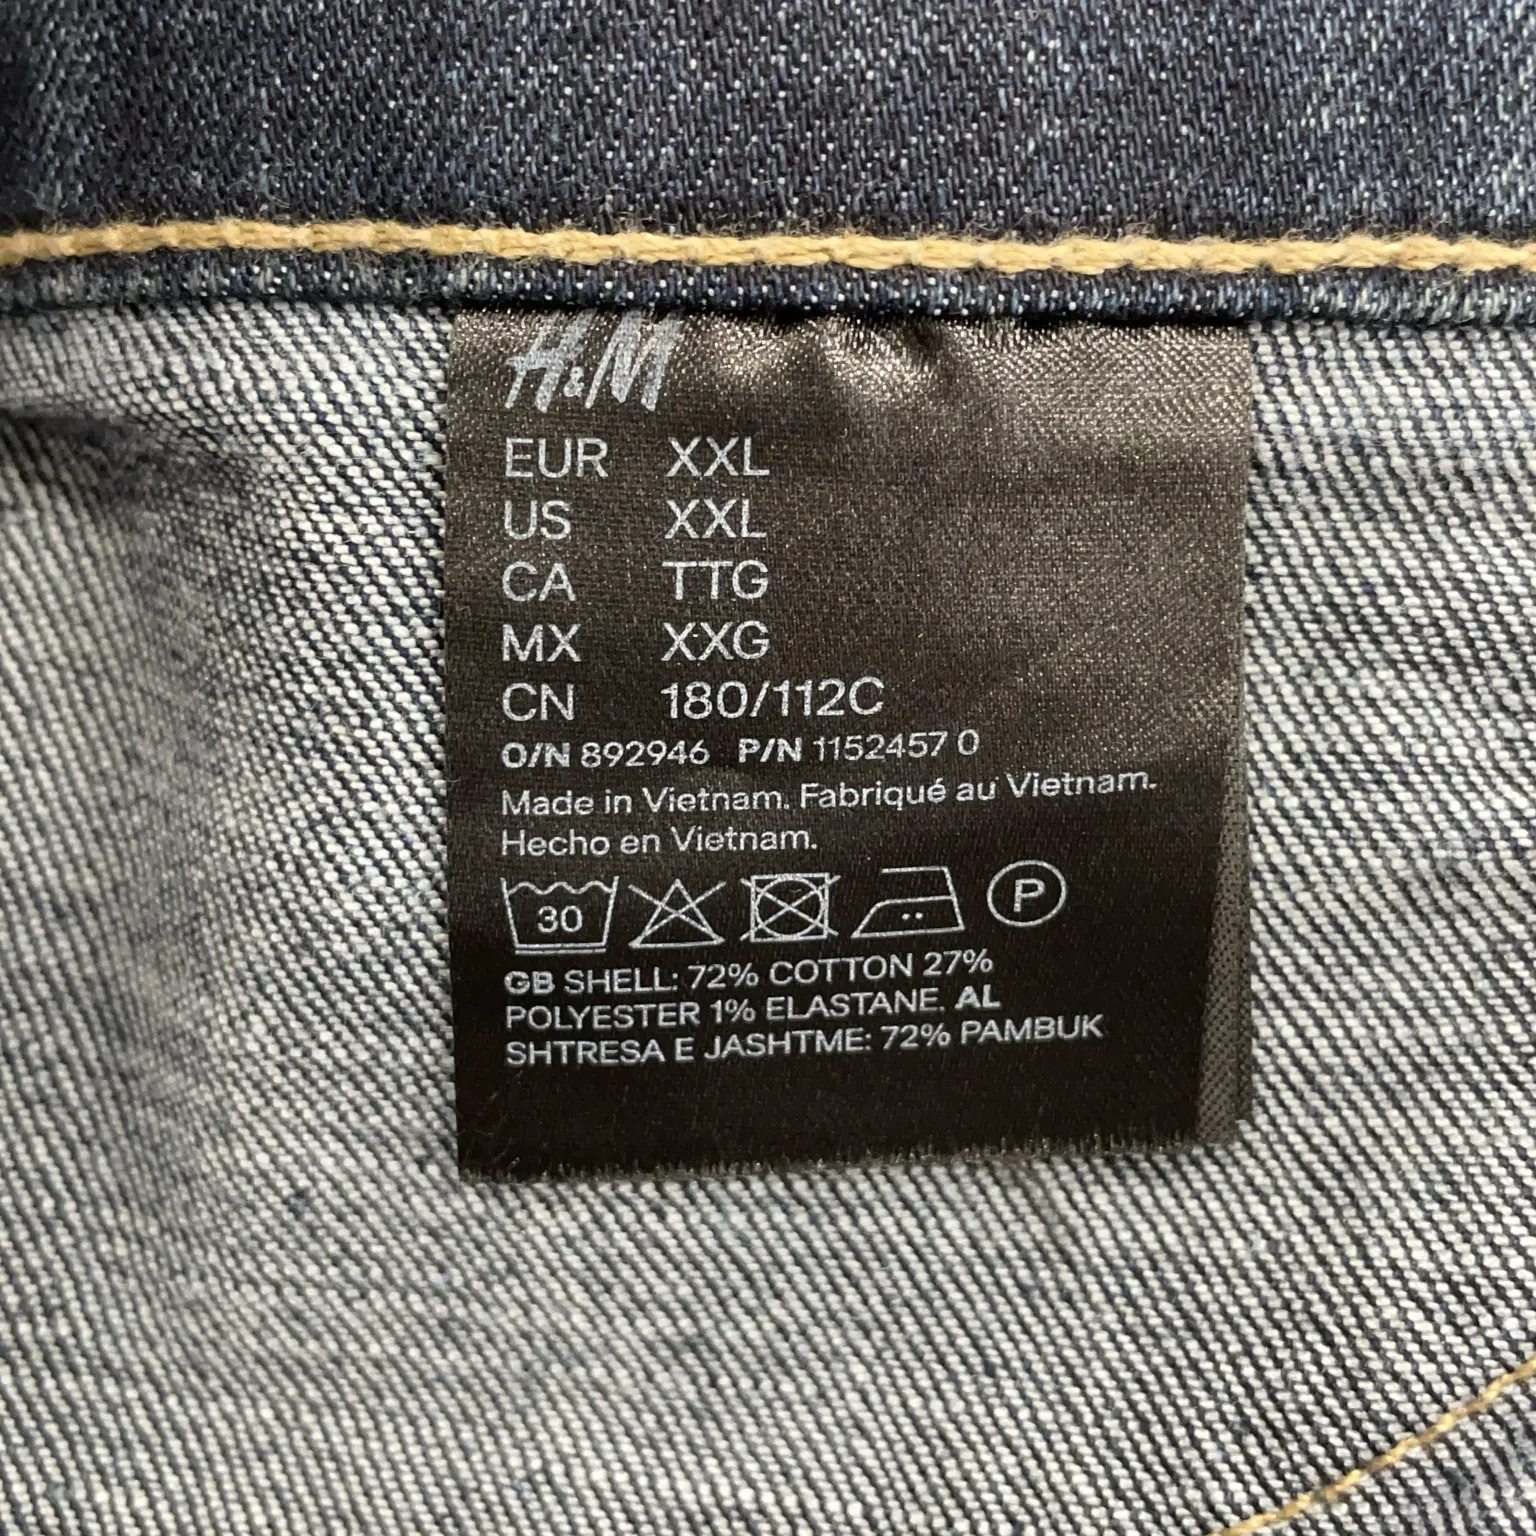 H&M
EUR XXL
US XXL
CA TTG
MX XXG
CN 180/112C
O/N 892946 P/N 1152457 0
Made in Vietnam. Fabriqué au Vietnam.
Hecho en Vietnam.
30 P
GB SHELL: 72% COTTON 27%
POLYESTER 1% ELASTANE. AL
SHTRESA E JASHTME: 72% PAMBUK